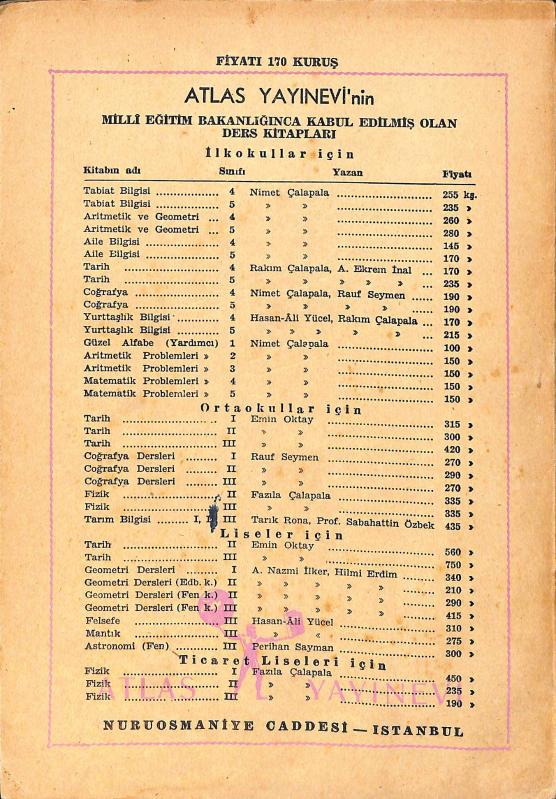 FİYATI 170 KURUŞ
ATLAS YAYINEVİ'nin
MİLLÎ EĞİTİM BAKANLIĞINCA KABUL EDİLMİŞ OLAN
DERS KİTAPLARI
İlkokullar için
Kitabın adı Sınıfı Yazan Fiyatı
Tabiat Bilgisi ................ 4 Nimet Çalapala ........................ 255 kş.
Tabiat Bilgisi ................ 5 » » ........................ 235 »
Aritmetik ve Geometri ... 4 » » ........................ 260 »
Aritmetik ve Geometri ... 5 » » ........................ 280 »
Aile Bilgisi .................. 4 » » ........................ 145 »
Aile Bilgisi .................. 5 » » ........................ 170 »
Tarih ........................ 4 Rakım Çalapala, A. Ekrem İnal ... 170 »
Tarih ........................ 5 » » » » » ... 235 »
Coğrafya .................... 4 Nimet Çalapala, Rauf Seymen ...... 190 »
Coğrafya .................... 5 » » » » ...... 190 »
Yurttaşlık Bilgisi ............ 4 Hasan-Âli Yücel, Rakım Çalapala ... 170 »
Yurttaşlık Bilgisi ............ 5 » » » » ... 215 »
Güzel Alfabe (Yardımcı) 1 Nimet Çalapala ........................ 100 »
Aritmetik Problemleri » 2 » » ........................ 150 »
Aritmetik Problemleri » 3 » » ........................ 150 »
Matematik Problemleri » 4 » » ........................ 150 »
Matematik Problemleri » 5 » » ........................ 150 »
Ortaokullar için
Tarih ........................ I Emin Oktay ........................ 315 »
Tarih ........................ II » » ........................ 300 »
Tarih ........................ III » » ........................ 420 »
Coğrafya Dersleri ........ I Rauf Seymen ........................ 270 »
Coğrafya Dersleri ........ II » » ........................ 290 »
Coğrafya Dersleri ........ III » » ........................ 270 »
Fizik ........................ II Fazıla Çalapala ........................ 335 »
Fizik ........................ III » » ........................ 335 »
Tarım Bilgisi ........ I, II III Tarık Rona, Prof. Sabahattin Özbek 435 »
Liseler için
Tarih ........................ II Emin Oktay ........................ 560 »
Tarih ........................ III » » ........................ 750 »
Geometri Dersleri ........ I A. Nazmi İlker, Hilmi Erdim ........ 340 »
Geometri Dersleri (Edb. k.) II » » » » » ........ 210 »
Geometri Dersleri (Fen k.) II » » » » » ........ 290 »
Geometri Dersleri (Fen k.) III » » » » » ........ 415 »
Felsefe ...................... III Hasan-Âli Yücel ........................ 310 »
Mantık ...................... III » « ........................ 275 »
Astronomi (Fen) ............ III Perihan Sayman ........................ 300 »
Ticaret Liseleri için
Fizik ........................ I Fazıla Çalapala ........................ 450 »
Fizik ........................ II » » ........................ 235 »
Fizik ........................ III » » ........................ 190 »
ATLAS YAYINEVİ
NURUOSMANİYE CADDESİ — ISTANBUL